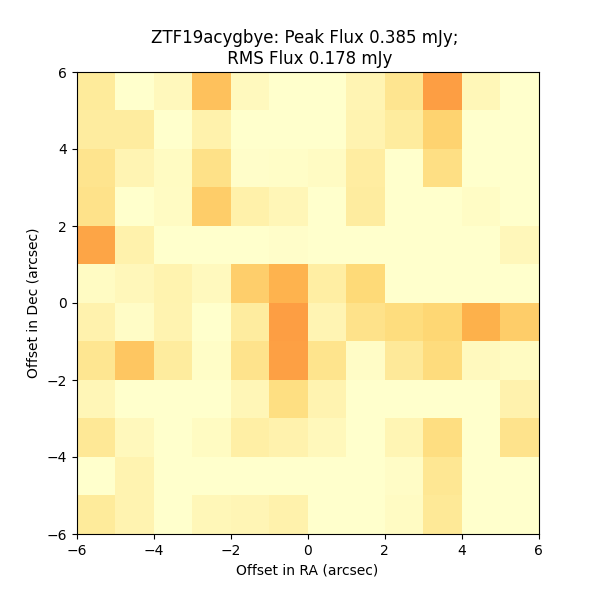 ZTF19acygbye: Peak Flux 0.385 mJy;
RMS Flux 0.178 mJy
6
4
2
0
−2
−4
−6
Offset in Dec (arcsec)
−6 −4 −2 0 2 4 6
Offset in RA (arcsec)